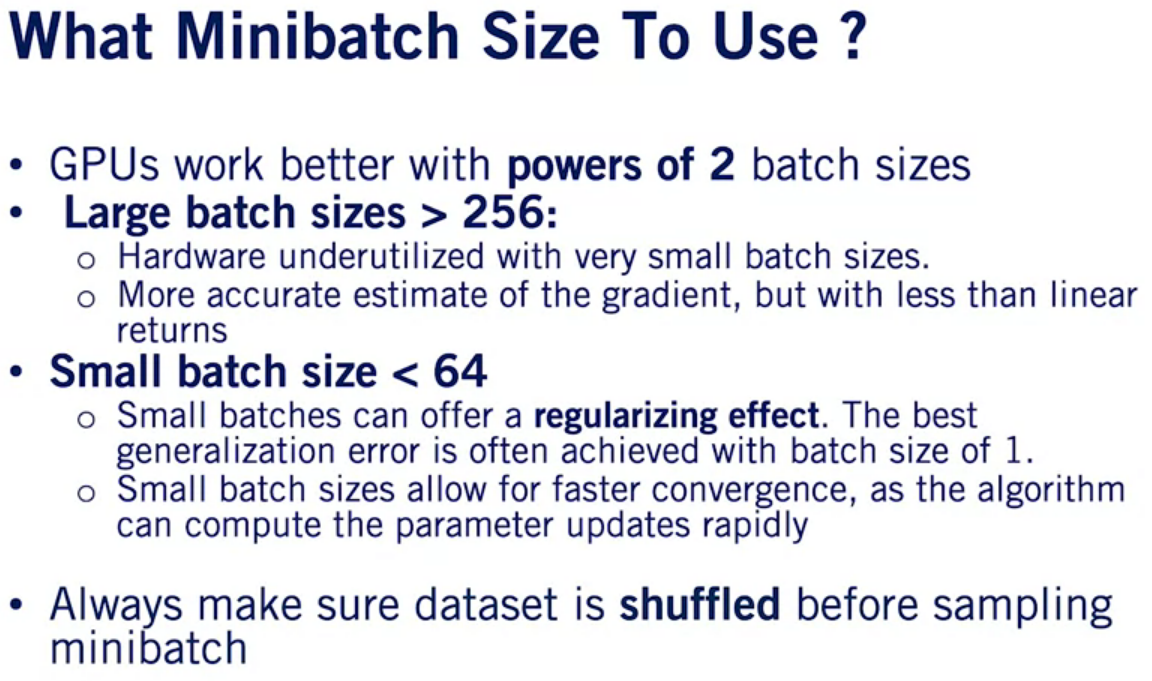 What Minibatch Size To Use ?
• GPUs work better with powers of 2 batch sizes
• Large batch sizes > 256:
o Hardware underutilized with very small batch sizes.
o More accurate estimate of the gradient, but with less than linear
returns
• Small batch size < 64
o Small batches can offer a regularizing effect. The best
generalization error is often achieved with batch size of 1.
o Small batch sizes allow for faster convergence, as the algorithm
can compute the parameter updates rapidly
• Always make sure dataset is shuffled before sampling
minibatch